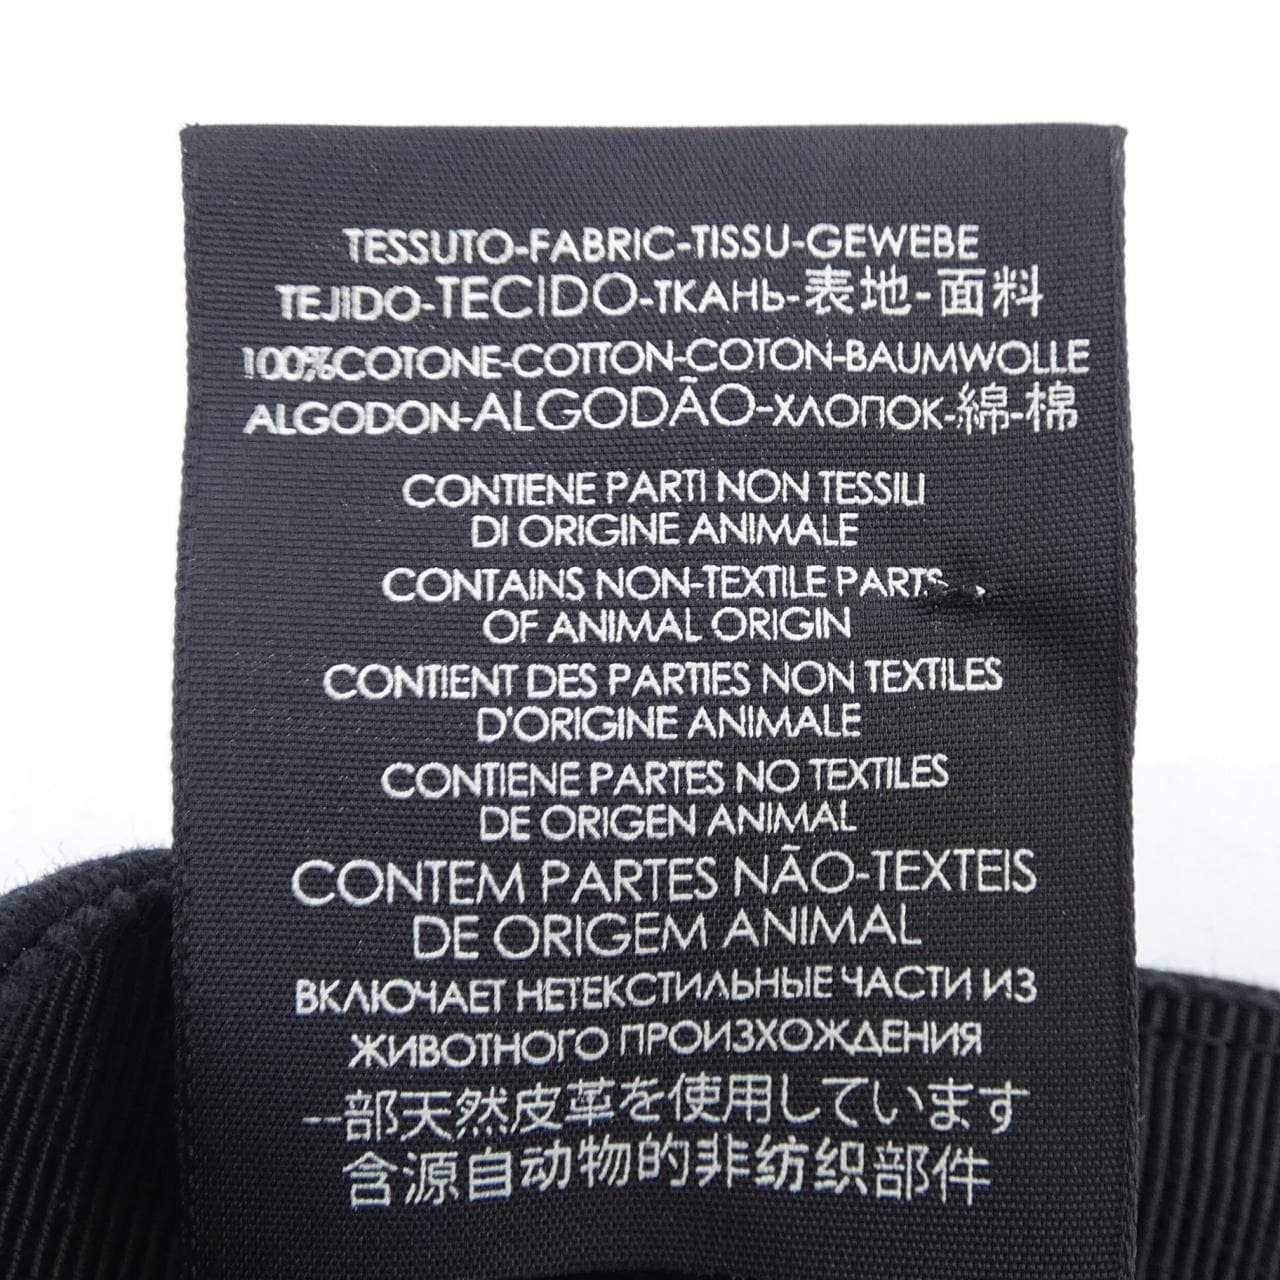 TESSUTO-FABRIC-TISSU-GEWEBE
TEJIDO-TECIDO-ТКАНЬ-表地-面料
100%COTONE-COTTON-COTON-BAUMWOLLE
ALGODON-ALGODÃO-ХЛОПОК-綿-棉
CONTIENE PARTI NON TESSILI
DI ORIGINE ANIMALE
CONTAINS NON-TEXTILE PARTS
OF ANIMAL ORIGIN
CONTIENT DES PARTIES NON TEXTILES
D'ORIGINE ANIMALE
CONTIENE PARTES NO TEXTILES
DE ORIGEN ANIMAL
CONTEM PARTES NÃO-TEXTEIS
DE ORIGEM ANIMAL
ВКЛЮЧАЕТ НЕТЕКСТИЛЬНЫЕ ЧАСТИ ИЗ
ЖИВОТНОГО ПРОИЗХОЖДЕНИЯ
一部天然皮革を使用しています
含源自动物的非纺织部件